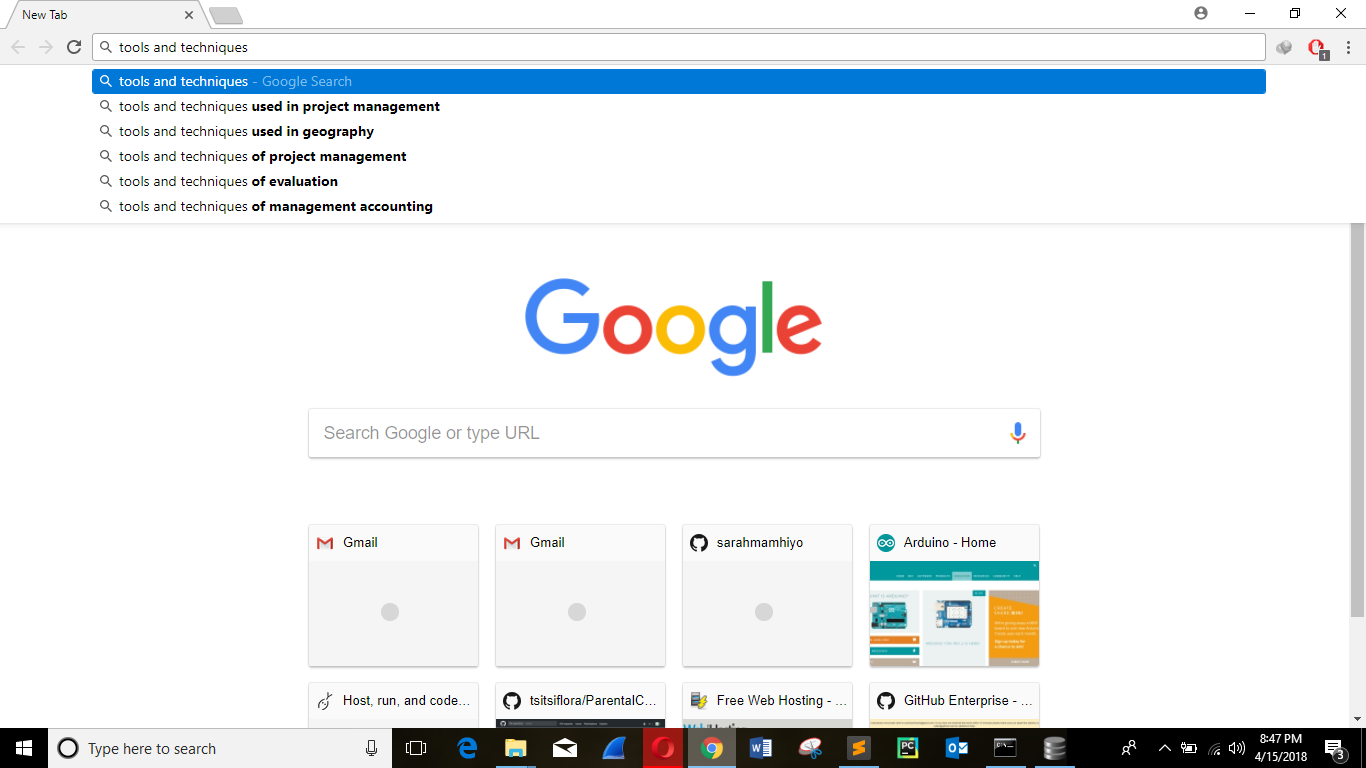 New Tab
tools and techniques
1
tools and techniques - Google Search
tools and techniques used in project management
tools and techniques used in geography
tools and techniques of project management
tools and techniques of evaluation
tools and techniques of management accounting
Google
Search Google or type URL
Gmail
Gmail
sarahmamhiyo
Arduino - Home
Host, run, and code...
tsitsiflora/ParentalC...
Free Web Hosting - ...
GitHub Enterprise - ...
Type here to search
8:47 PM
4/15/2018
3